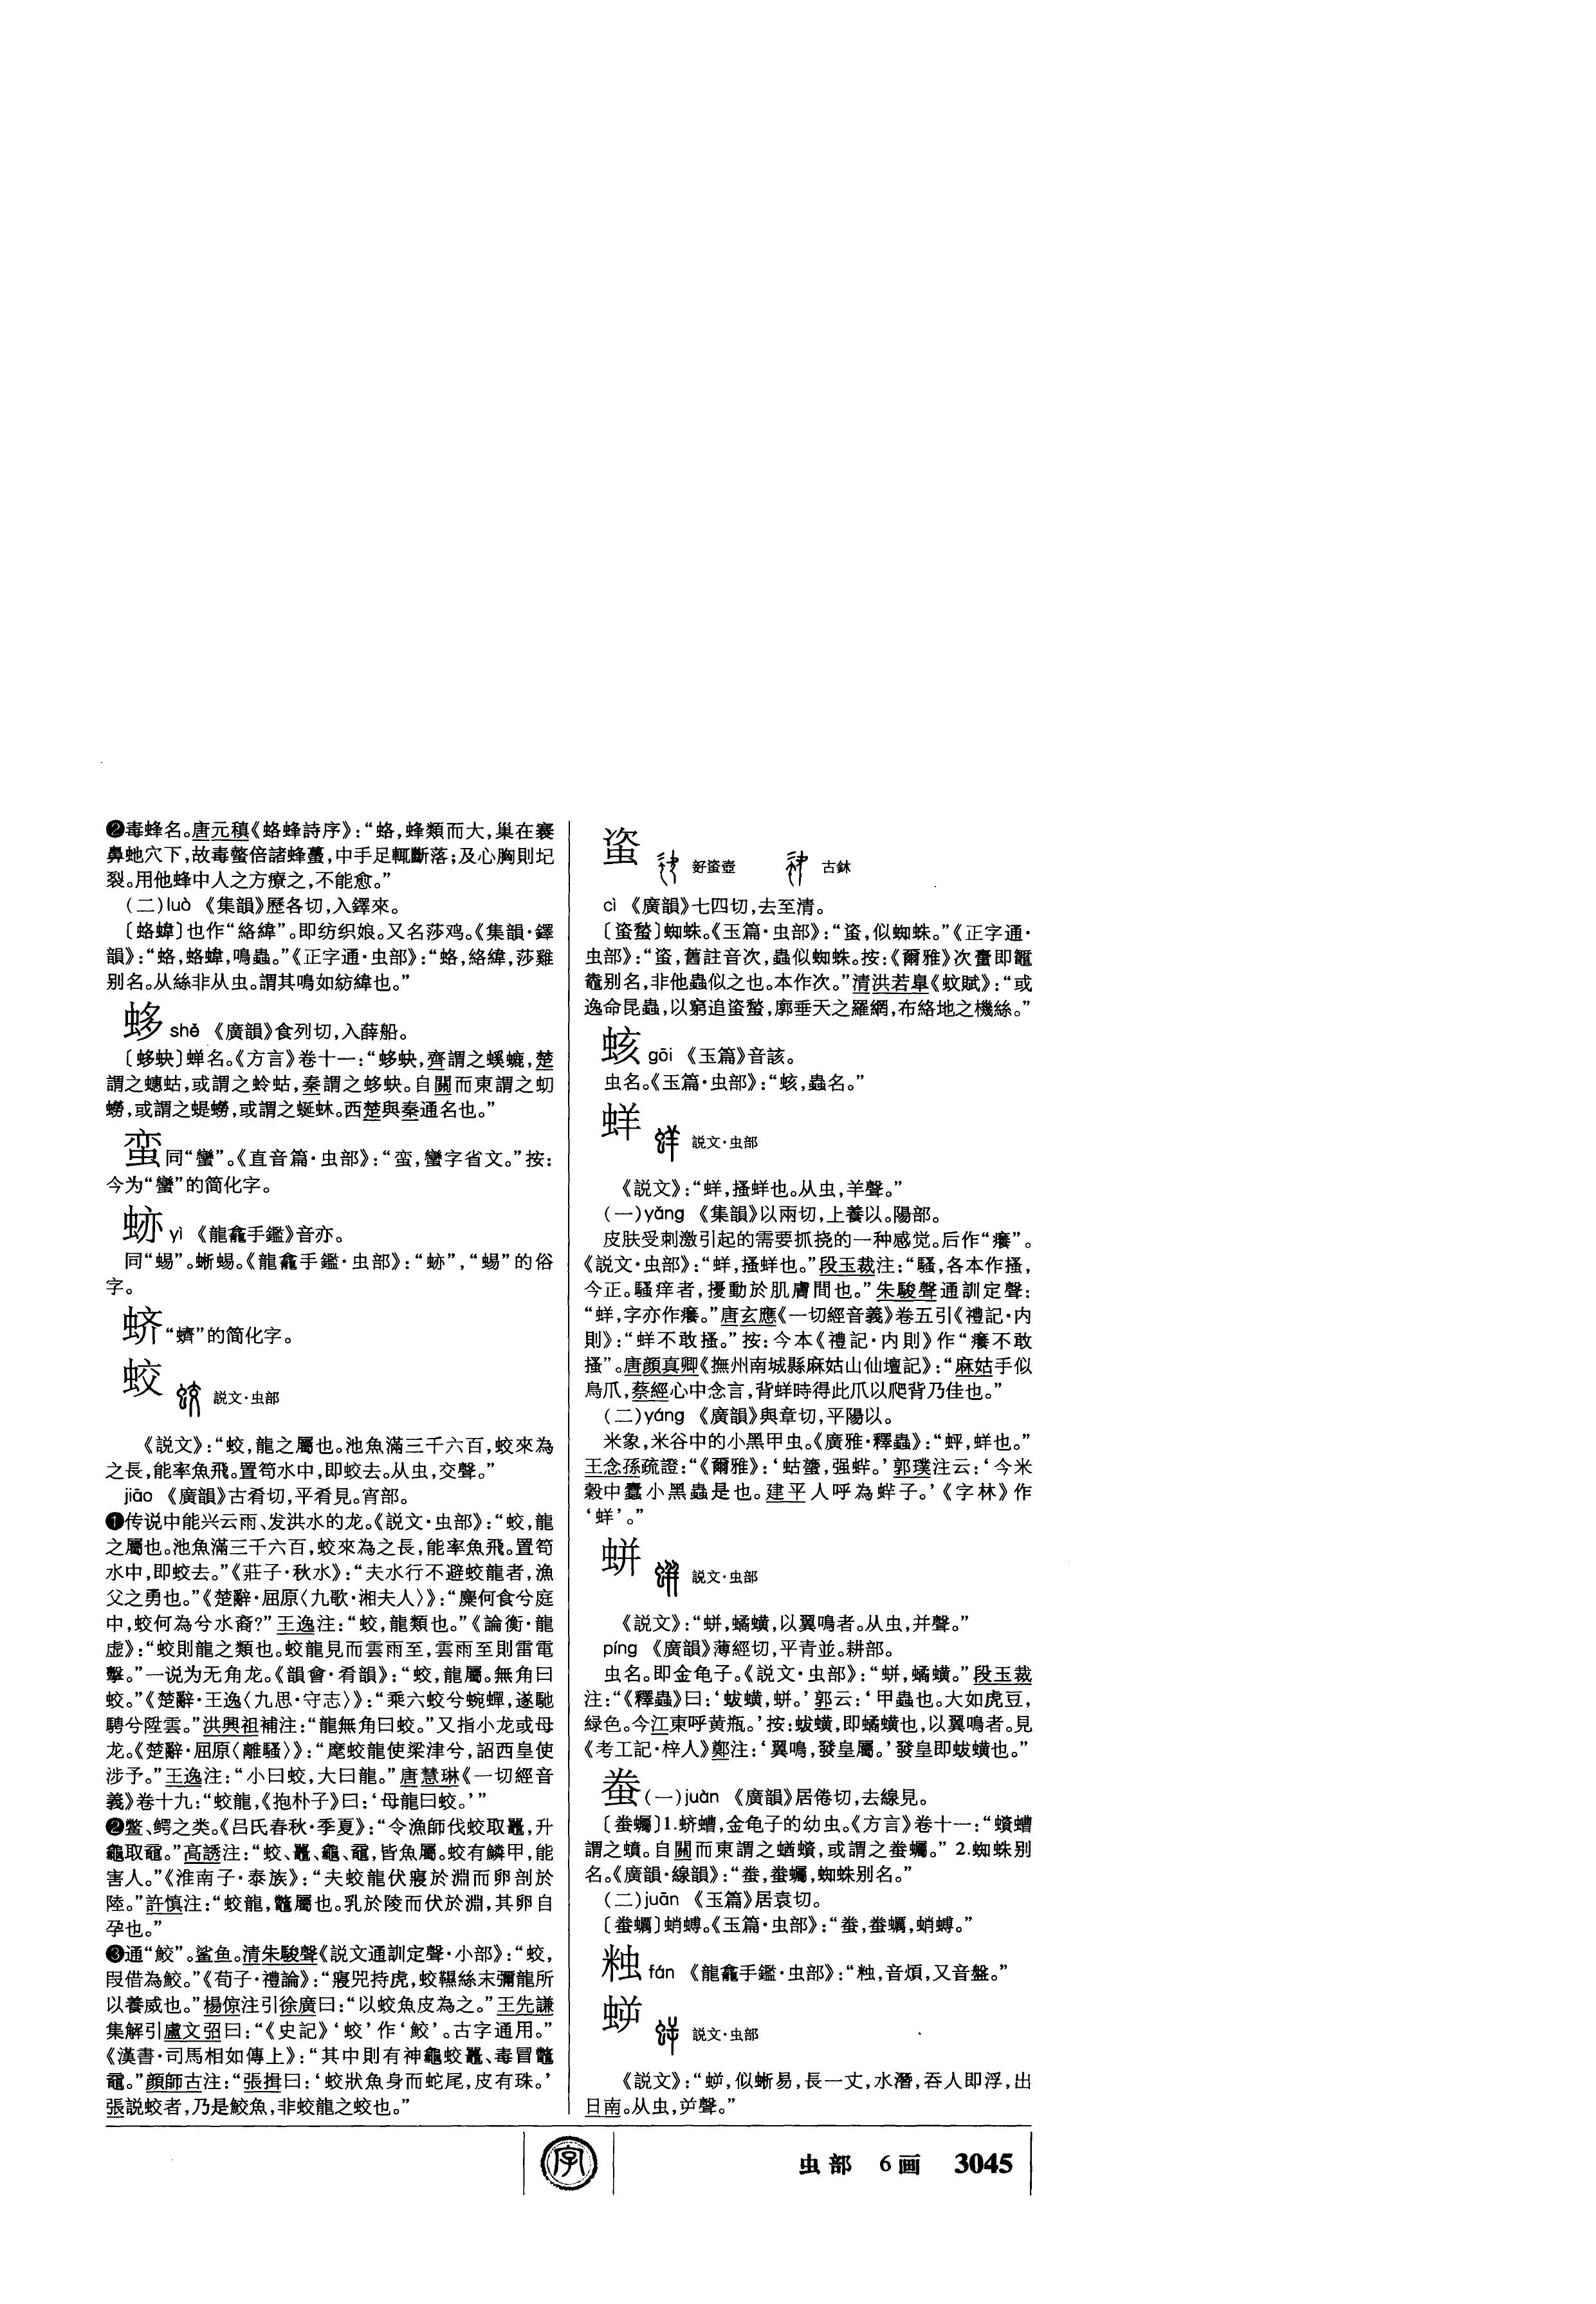 ❷毒蜂名。唐元稹《蛒蜂詩序》：“蛒，蜂類而大，巢在褰
鼻虵穴下，故毒螫倍諸蜂蠆，中手足輒斷落；及心胸則圮
裂。用他蜂中人之方療之，不能愈。”
（二）luò 《集韻》歷各切，入鐸來。
〔蛒蟀〕也作“絡緯”。即纺织娘。又名莎鸡。《集韻·鐸
韻》：“蛒，蛒蟀，鳴蟲。”《正字通·虫部》：“蛒，絡緯，莎雞
别名。从絲非从虫。謂其鳴如紡緯也。”
蛥 shě 《廣韻》食列切，入薛船。
〔蛥蚗〕蝉名。《方言》卷十一：“蛥蚗，齊謂之螇螰，楚
謂之蟪蛄，或謂之蛉蛄，秦謂之蛥蚗。自關而東謂之虭
蟧，或謂之蝭蟧，或謂之蜓蚞。西楚與秦通名也。”
蛮 同“蠻”。《直音篇·虫部》：“蛮，蠻字省文。”按：
今为“蠻”的简化字。
yì 《龍龕手鑑》音亦。
同“蜴”。蜥蜴。《龍龕手鑑·虫部》：“”，“蜴”的俗
字。
蛴 “蠐”的简化字。
蛟 説文·虫部
《説文》：“蛟，龍之屬也。池魚滿三千六百，蛟來為
之長，能率魚飛。置笱水中，即蛟去。从虫，交聲。”
jiāo 《廣韻》古肴切，平肴見。宵部。
❶传说中能兴云雨、发洪水的龙。《説文·虫部》：“蛟，龍
之屬也。池魚滿三千六百，蛟來為之長，能率魚飛。置笱
水中，即蛟去。”《莊子·秋水》：“夫水行不避蛟龍者，漁
父之勇也。”《楚辭·屈原〈九歌·湘夫人〉》：“麋何食兮庭
中，蛟何為兮水裔?”王逸注：“蛟，龍類也。”《論衡·龍
虚》：“蛟則龍之類也。蛟龍見而雲雨至，雲雨至則雷電
擊。”一说为无角龙。《韻會·肴韻》：“蛟，龍屬。無角曰
蛟。”《楚辭·王逸〈九思·守志〉》：“乘六蛟兮蜿蟬，遂馳
騁兮陞雲。”洪興祖補注：“龍無角曰蛟。”又指小龙或母
龙。《楚辭·屈原〈離騷〉》：“麾蛟龍使梁津兮，詔西皇使
涉予。”王逸注：“小曰蛟，大曰龍。”唐慧琳《一切經音
義》卷十九：“蛟龍，《抱朴子》曰：‘母龍曰蛟。’”
❷鳖、鳄之类。《吕氏春秋·季夏》：“令漁師伐蛟取鼉，升
龜取黿。”高誘注：“蛟、鼉、龜、黿，皆魚屬。蛟有鱗甲，能
害人。”《淮南子·泰族》：“夫蛟龍伏寢於淵而卵剖於
陸。”許慎注：“蛟龍，鼈屬也。乳於陵而伏於淵，其卵自
孕也。”
❸通“鮫”。鲨鱼。清朱駿聲《説文通訓定聲·小部》：“蛟，
叚借為鮫。”《荀子·禮論》：“寢兕持虎，蛟韅絲末彌龍所
以養威也。”楊倞注引徐廣曰：“以蛟魚皮為之。”王先謙
集解引盧文弨曰：“《史記》‘蛟’作‘鮫’。古字通用。”
《漢書·司馬相如傳上》：“其中則有神龜蛟鼉、毒冒鼈
黿。”顔師古注：“張揖曰：‘蛟狀魚身而蛇尾，皮有珠。’
張説蛟者，乃是鮫魚，非蛟龍之蛟也。”
蛓 𧊒 古鉥
cì 《廣韻》七四切，去至清。
〔蝥〕蜘蛛。《玉篇·虫部》：“，似蜘蛛。”《正字通·
虫部》：“，舊註音次，蟲似蜘蛛。按：《爾雅》次蟗即鼅
鼄别名，非他蟲似之也。本作次。”清洪若皋《蚊賦》：“或
逸命昆蟲，以窮追蝥，廓垂天之羅網，布絡地之機絲。”
gāi 《玉篇》音該。
虫名。《玉篇·虫部》：“，蟲名。”
蛘 説文·虫部
《説文》：“蛘，搔蛘也。从虫，羊聲。”
（一）yǎng 《集韻》以兩切，上養以。陽部。
皮肤受刺激引起的需要抓挠的一种感觉。后作“癢”。
《説文·虫部》：“蛘，搔蛘也。”段玉裁注：“騷，各本作搔，
今正。騷痒者，擾動於肌膚間也。”朱駿聲通訓定聲：
“蛘，字亦作癢。”唐玄應《一切經音義》卷五引《禮記·内
則》：“蛘不敢搔。”按：今本《禮記·内則》作“癢不敢
搔”。唐顔真卿《撫州南城縣麻姑山仙壇記》：“麻姑手似
鳥爪，蔡經心中念言，背蛘時得此爪以爬背乃佳也。”
（二）yáng 《廣韻》與章切，平陽以。
米象，米谷中的小黑甲虫。《廣雅·釋蟲》：“蛢，蛘也。”
王念孫疏證：“《爾雅》：‘蛄䗐，强蛘。’郭璞注云：‘今米
穀中蠹小黑蟲是也。建平人呼為蛘子。’《字林》作
‘蛘’。”
蛢 説文·虫部
《説文》：“蛢，蟠蟥，以翼鳴者。从虫，并聲。”
píng 《廣韻》薄經切，平青並。耕部。
虫名。即金龟子。《説文·虫部》：“蛢，蟠蟥。”段玉裁
注：“《釋蟲》曰：‘蛂蟥，蛢。’郭云：‘甲蟲也。大如虎豆，
緑色。今江東呼黄瓶。’按：蛂蟥，即蟠蟥也，以翼鳴者。見
《考工記·梓人》鄭注：‘翼鳴，發皇屬。’發皇即蛂蟥也。”
（一）juàn 《廣韻》居倦切，去線見。
〔蠾〕1.蛴螬，金龟子的幼虫。《方言》卷十一：“蠀螬
謂之蟦。自關而東謂之蝤蠀，或謂之蠾。”2.蜘蛛别
名。《廣韻·線韻》：“，蠾，蜘蛛别名。”
（二）juān 《玉篇》居袁切。
〔蠾〕蛸蟱。《玉篇·虫部》：“，蠾，蛸蟱。”
fán 《龍龕手鑑·虫部》：“，音煩，又音盤。”
説文·虫部
《説文》：“，似蜥易，長一丈，水潛，吞人即浮，出
日南。从虫，屰聲。”
字
虫部 6画 3045